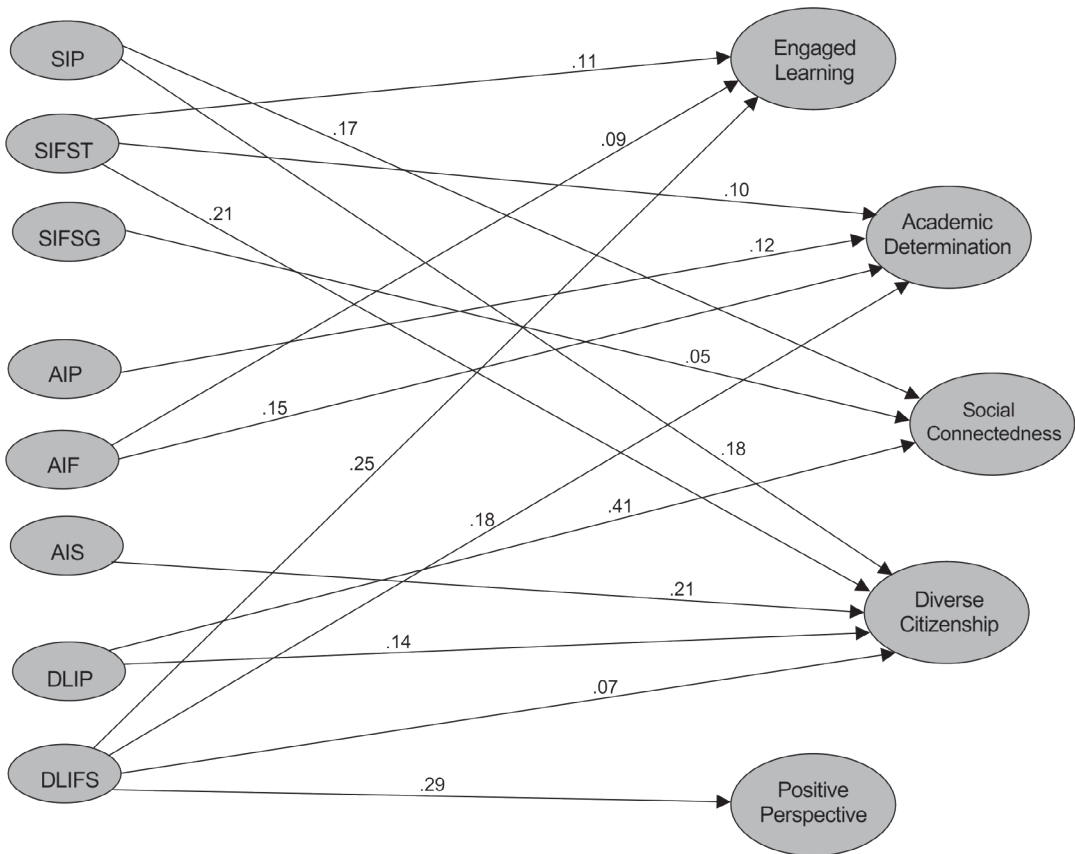 SIP
Engaged
Learning
.11
.17
SIFST
.09
.10
.21
SIFSG
Academic
Determination
.12
AIP
.05
.15
Social
Connectedness
AIF
.25
.18
.41
.18
AIS
.21
Diverse
Citizenship
.14
DLIP
.07
DLIFS
.29
Positive
Perspective